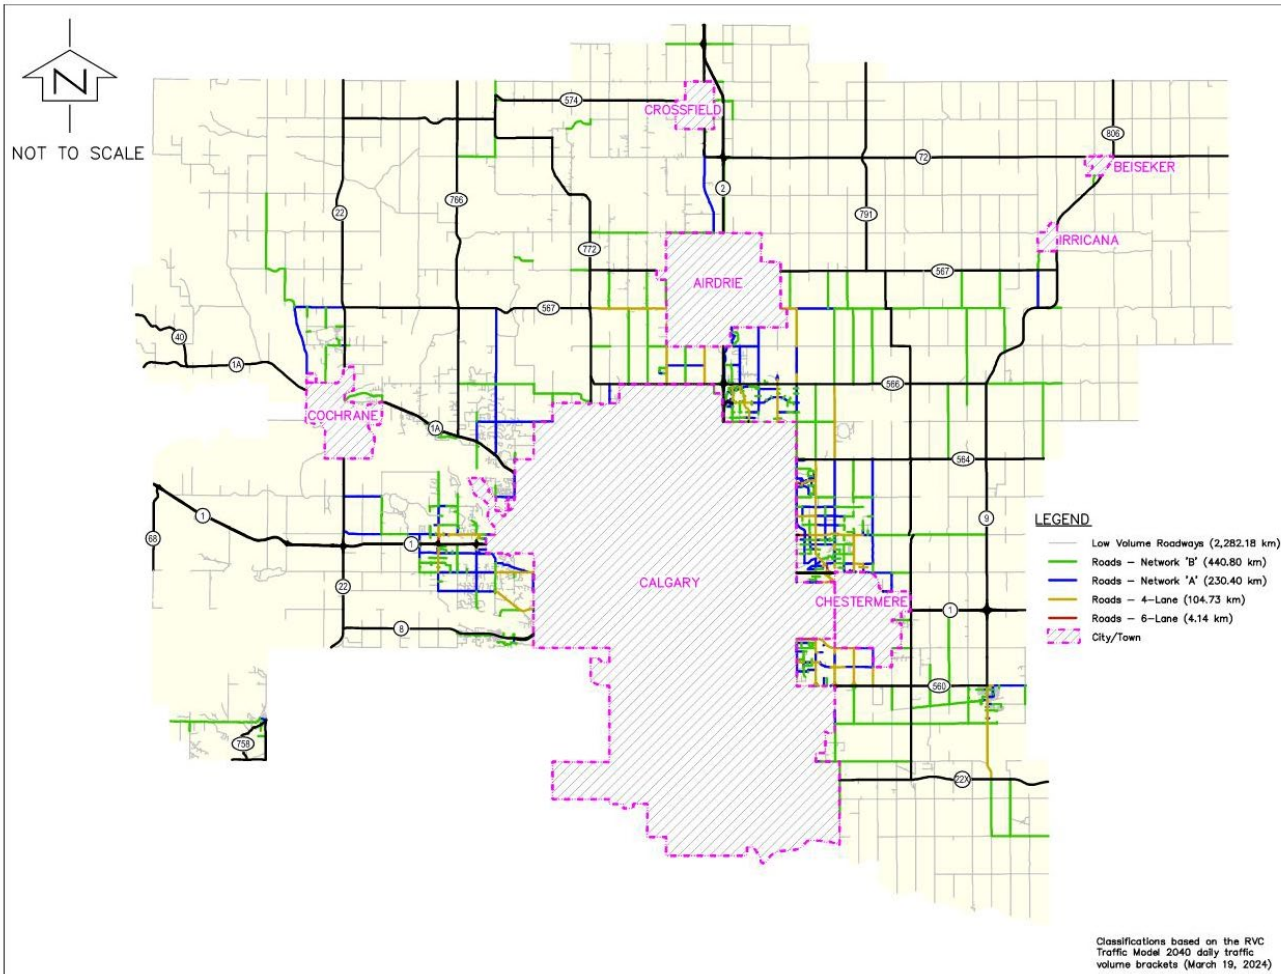 N
NOT TO SCALE
574
CROSSFIELD
806
72
BEISEKER
2
766
22
791
IRRICANA
772
AIRDRIE
567
567
40
1A
566
COCHRANE
1A
564
1
9
68
1
CALGARY
22
CHESTERMERE
1
8
560
758
22X
LEGEND
Low Volume Roadways (2,282.18 km)
Roads – Network 'B' (440.80 km)
Roads – Network 'A' (230.40 km)
Roads – 4-Lane (104.73 km)
Roads – 6-Lane (4.14 km)
City/Town
Classifications based on the RVC
Traffic Model 2040 daily traffic
volume brackets (March 19, 2024)